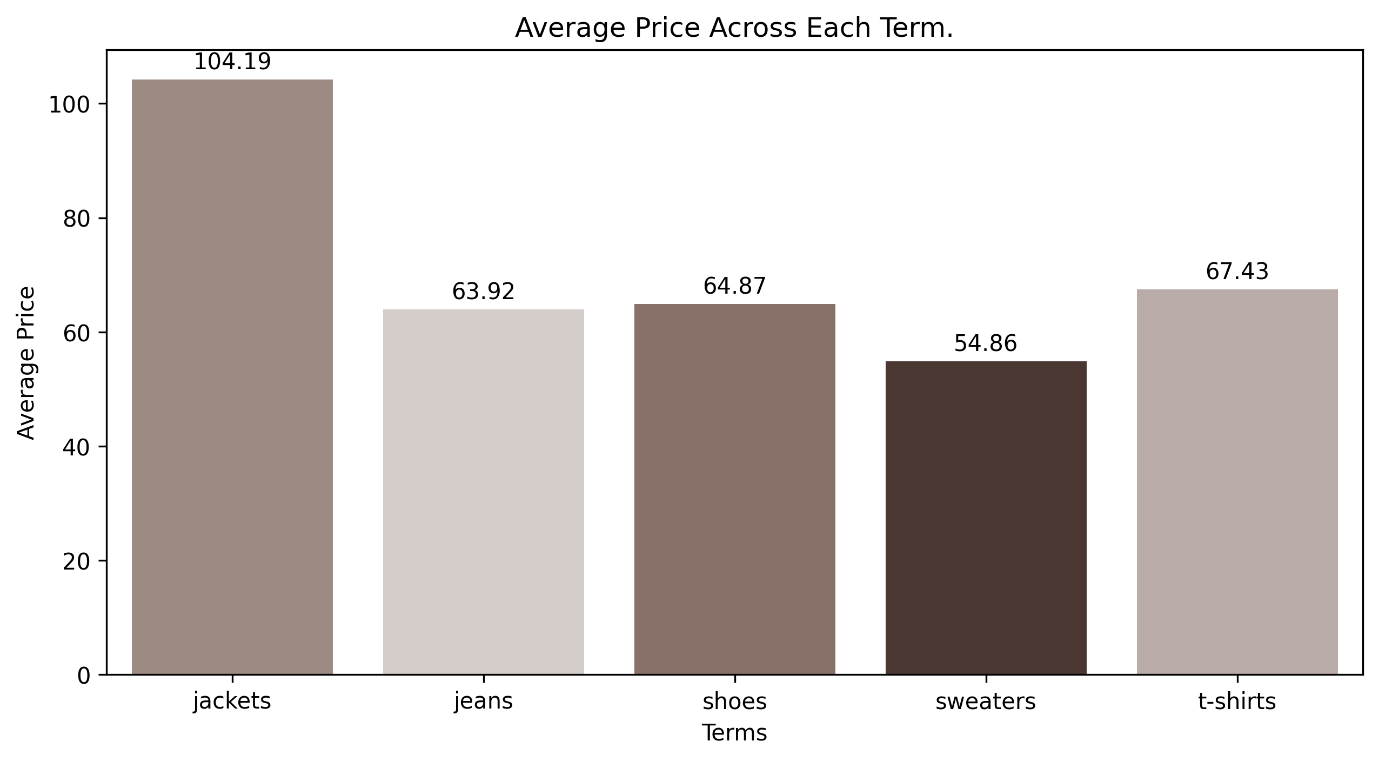 Average Price Across Each Term.
104.19
100
80
67.43
64.87
63.92
60
54.86
Average Price
40
20
0
jackets jeans shoes sweaters t-shirts
Terms